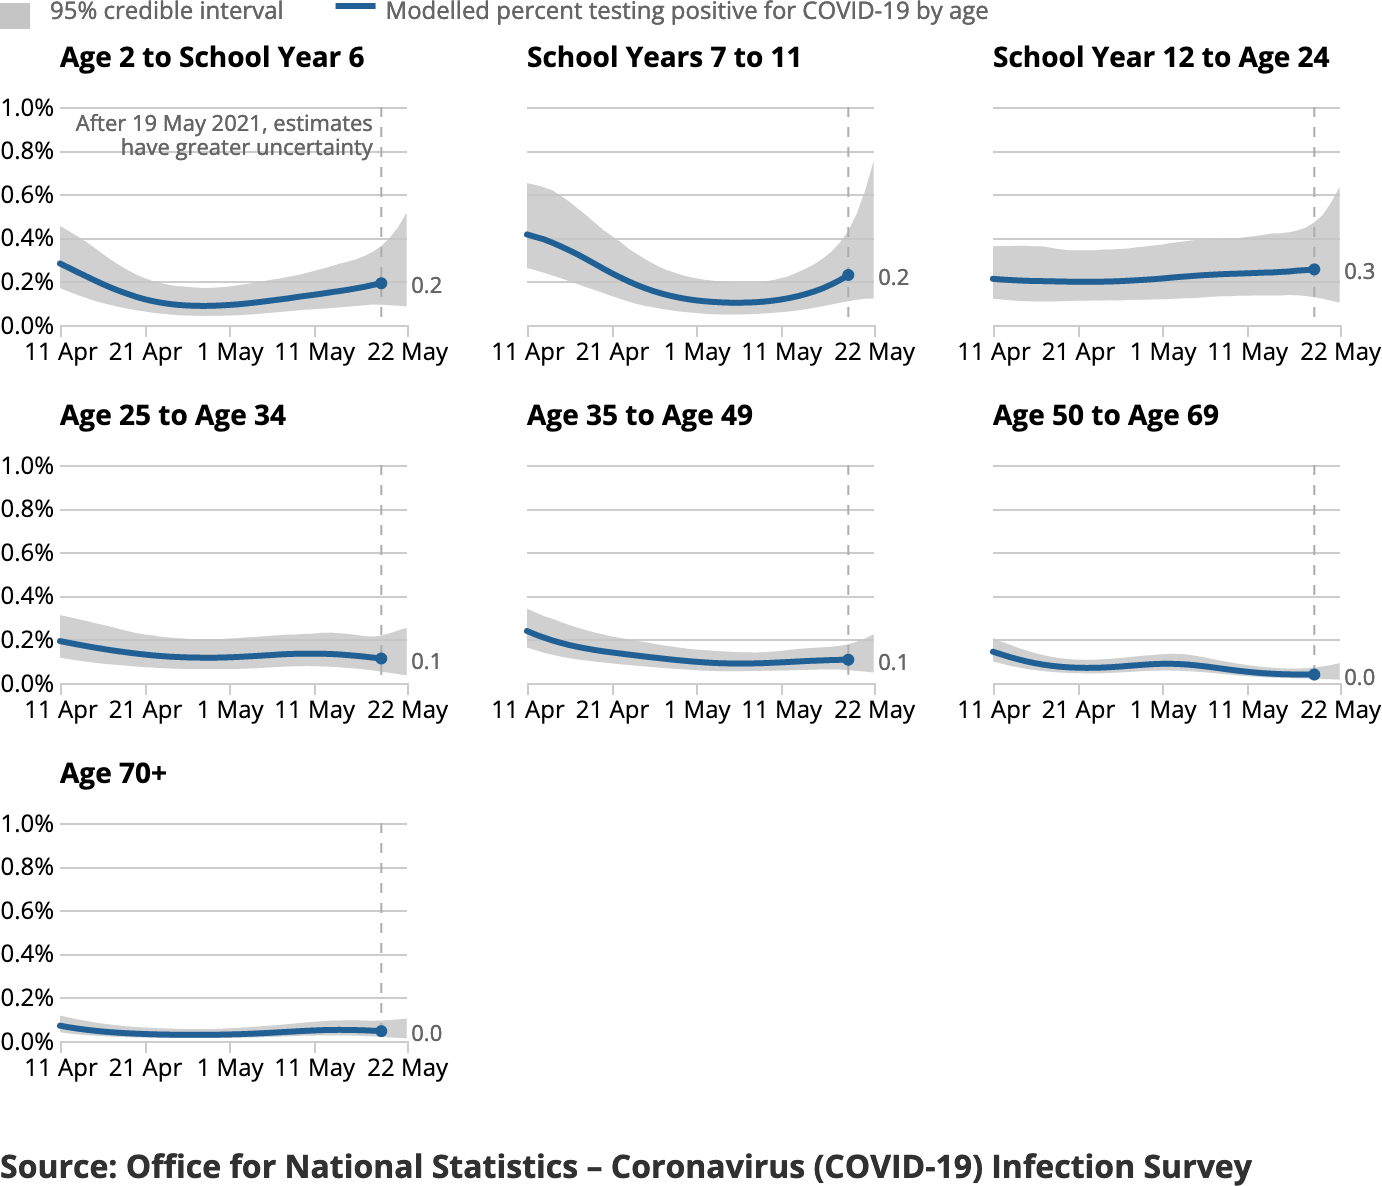 95% credible interval Modelled percent testing positive for COVID-19 by age
Age 2 to School Year 6 School Years 7 to 11 School Year 12 to Age 24
1.0%
After 19 May 2021, estimates
have greater uncertainty
0.8%
0.6%
0.4%
0.2%
0.0%
0.2 0.2 0.3
11 Apr 21 Apr 1 May 11 May 22 May 11 Apr 21 Apr 1 May 11 May 22 May 11 Apr 21 Apr 1 May 11 May 22 May
Age 25 to Age 34 Age 35 to Age 49 Age 50 to Age 69
1.0%
0.8%
0.6%
0.4%
0.2%
0.0%
0.1 0.1 0.0
11 Apr 21 Apr 1 May 11 May 22 May 11 Apr 21 Apr 1 May 11 May 22 May 11 Apr 21 Apr 1 May 11 May 22 May
Age 70+
1.0%
0.8%
0.6%
0.4%
0.2%
0.0%
0.0
11 Apr 21 Apr 1 May 11 May 22 May
Source: Office for National Statistics – Coronavirus (COVID-19) Infection Survey